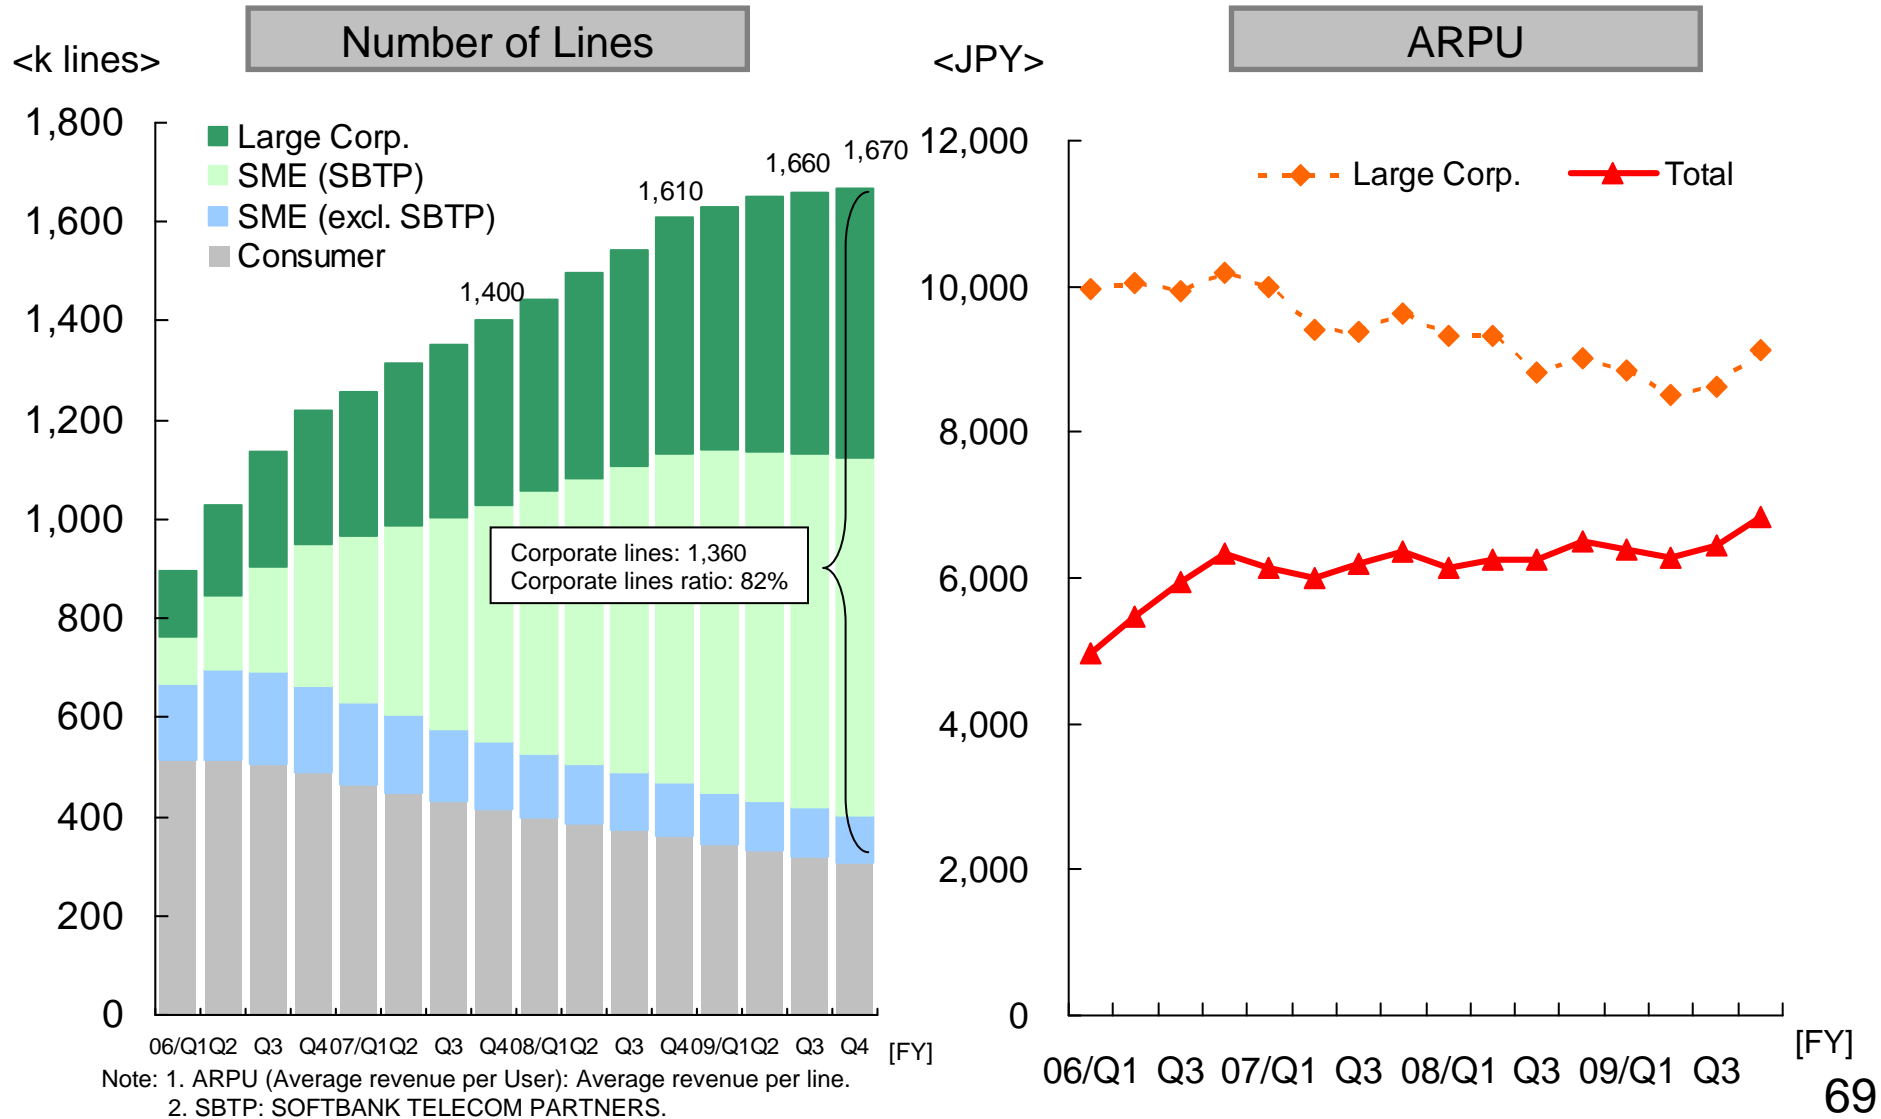 Number of Lines
<k lines>
1,800
1,600
1,400
1,200
1,000
800
600
400
200
0
Large Corp.
SME (SBTP)
SME (excl. SBTP)
Consumer
1,400
1,610
1,660
1,670
Corporate lines: 1,360
Corporate lines ratio: 82%
06/Q1 Q2 Q3 Q4 07/Q1 Q2 Q3 Q4 08/Q1 Q2 Q3 Q4 09/Q1 Q2 Q3 Q4 [FY]
ARPU
<JPY>
12,000
10,000
8,000
6,000
4,000
2,000
0
Large Corp. Total
06/Q1 Q3 07/Q1 Q3 08/Q1 Q3 09/Q1 Q3 [FY]
Note: 1. ARPU (Average revenue per User): Average revenue per line.
2. SBTP: SOFTBANK TELECOM PARTNERS.
69